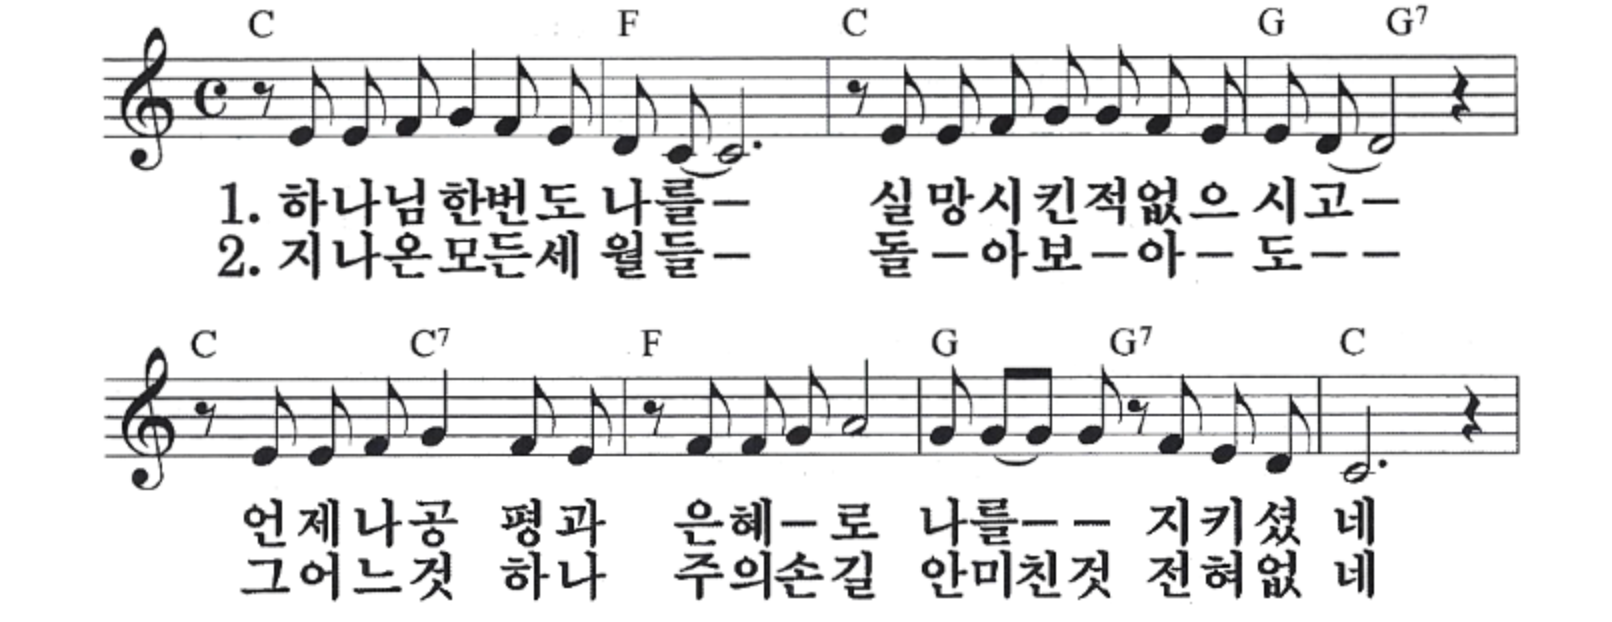 C F C G G7
1. 하나님 한번도 나를– 실망시킨적없으시고–
2. 지나온모든세 월들– 돌–아보–아– 도––
C C7 F G G7 C
언제나공 평과 은혜–로 나를–– 지키셨 네
그어느것 하나 주의손길 안미친것 전혀없 네